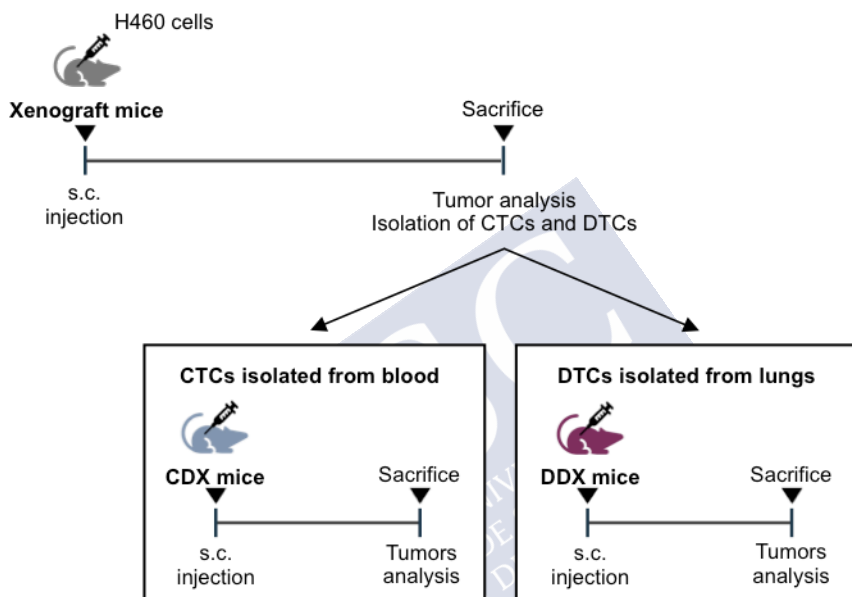 H460 cells
Xenograft mice
Sacrifice
s.c.
injection
Tumor analysis
Isolation of CTCs and DTCs
CTCs isolated from blood
CDX mice
Sacrifice
s.c.
injection
Tumors
analysis
DTCs isolated from lungs
DDX mice
Sacrifice
s.c.
injection
Tumors
analysis